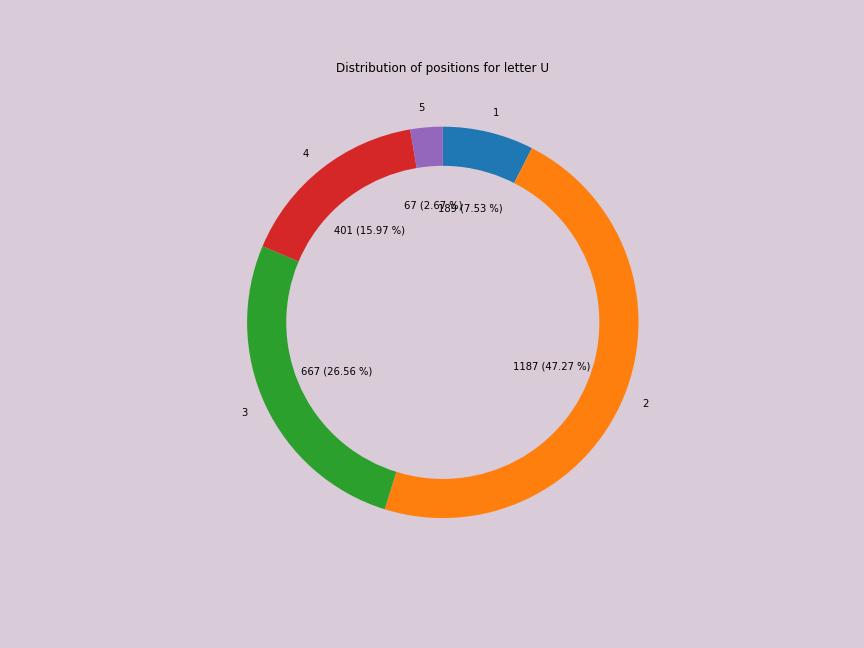 Distribution of positions for letter U
5
1
4
67 (2.67 %)
189 (7.53 %)
401 (15.97 %)
1187 (47.27 %)
667 (26.56 %)
2
3